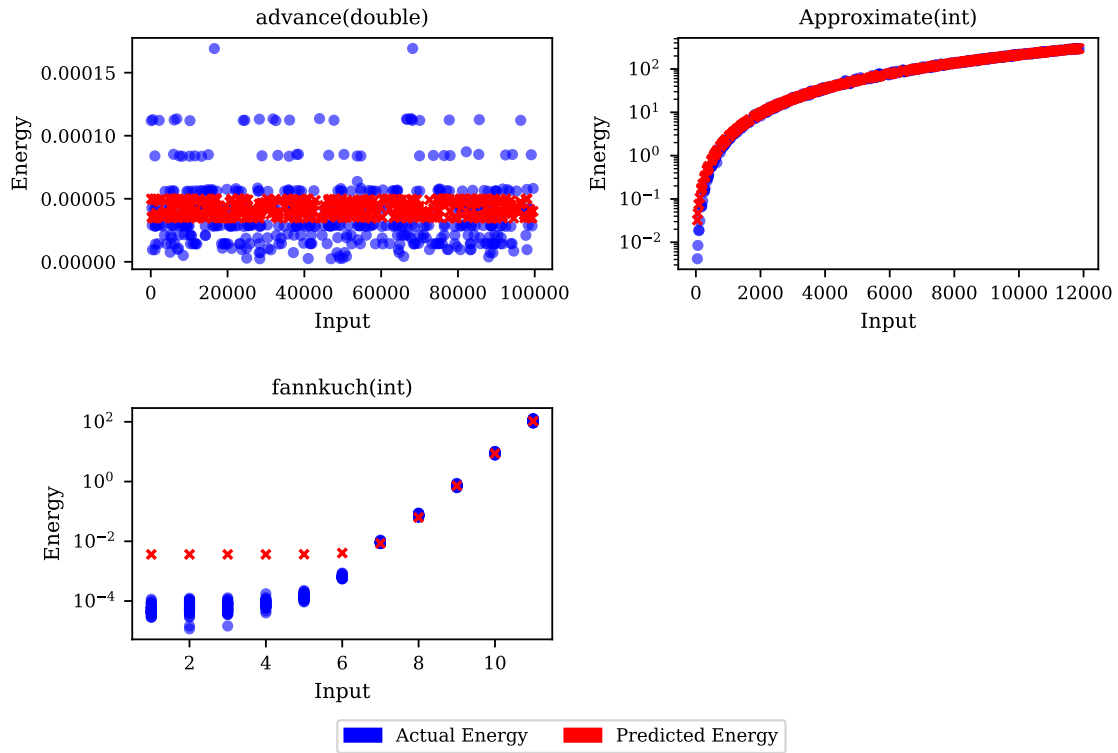 advance(double)
Energy
0.00015
0.00010
0.00005
0.00000
0 20000 40000 60000 80000 100000
Input
Approximate(int)
Energy
10²
10¹
10⁰
10⁻¹
10⁻²
0 2000 4000 6000 8000 10000 12000
Input
fannkuch(int)
Energy
10²
10⁰
10⁻²
10⁻⁴
2 4 6 8 10
Input
Actual Energy Predicted Energy